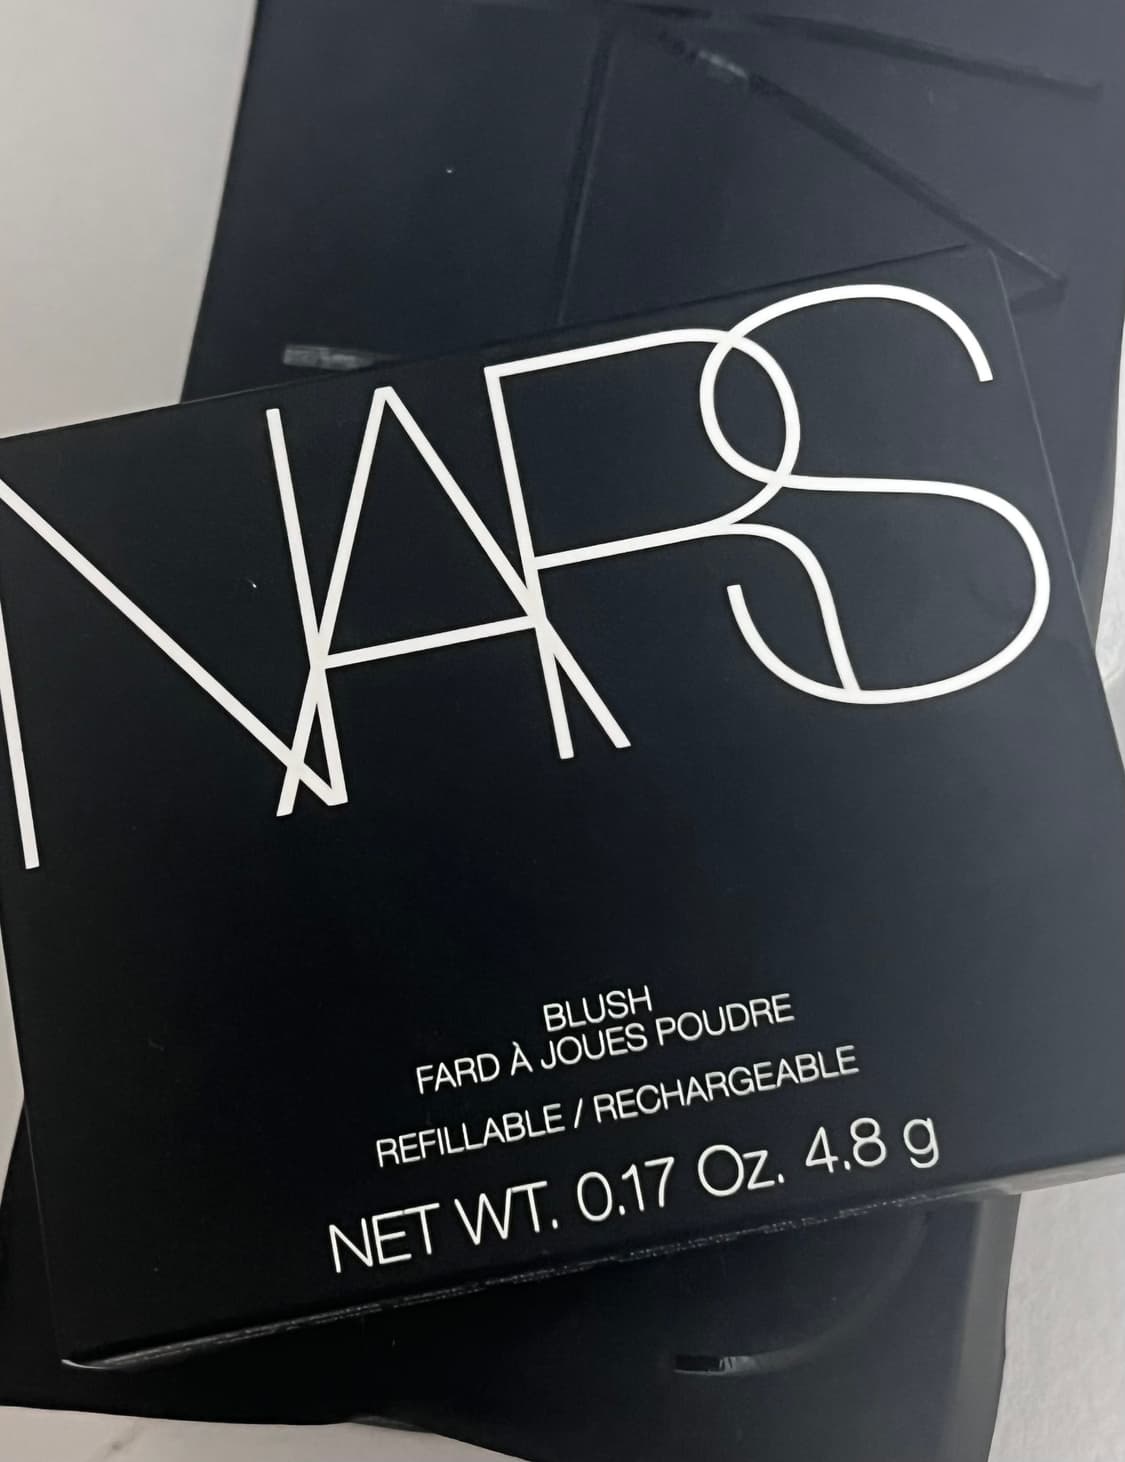 NARS
BLUSH
FARD À JOUES POUDRE
REFILLABLE / RECHARGEABLE
NET WT. 0.17 Oz. 4.8 g